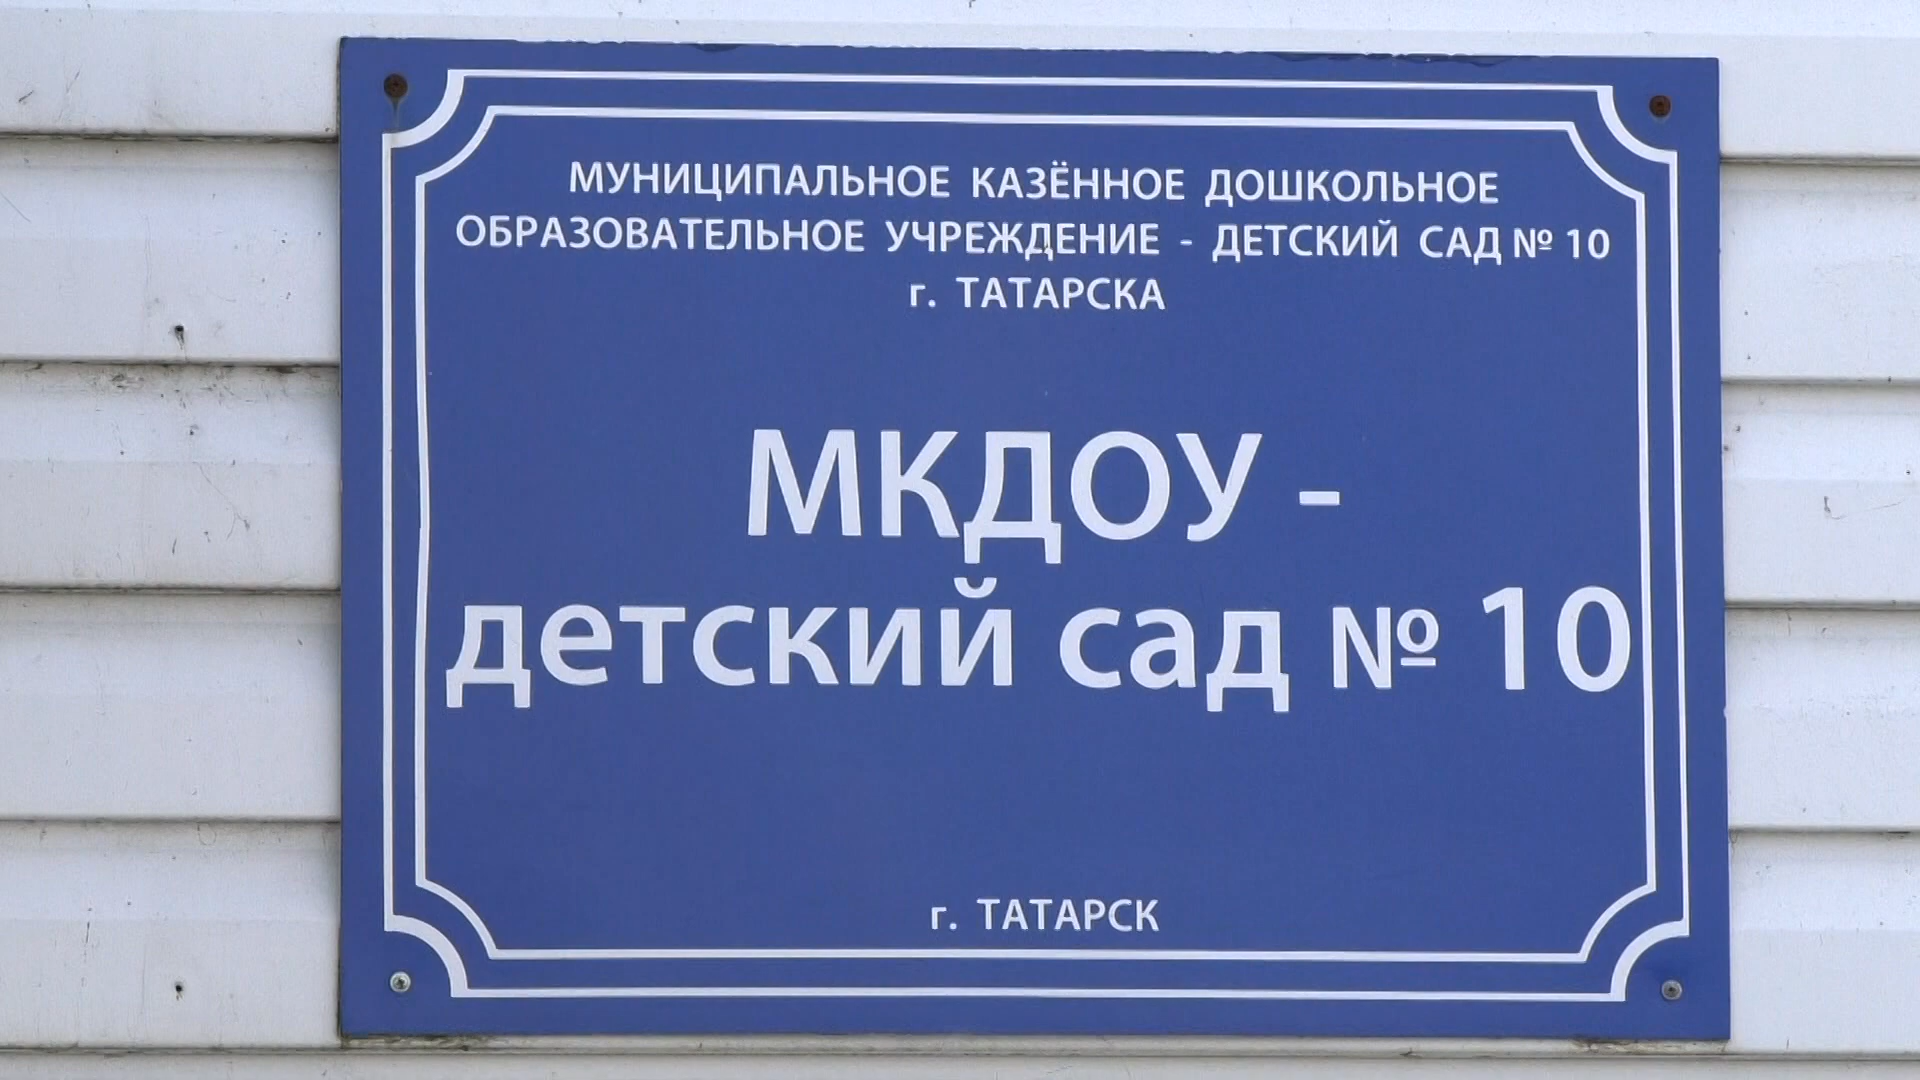 МУНИЦИПАЛЬНОЕ КАЗЁННОЕ ДОШКОЛЬНОЕ
ОБРАЗОВАТЕЛЬНОЕ УЧРЕЖДЕНИЕ - ДЕТСКИЙ САД № 10
г. ТАТАРСКА
МКДОУ -
детский сад № 10
г. ТАТАРСК